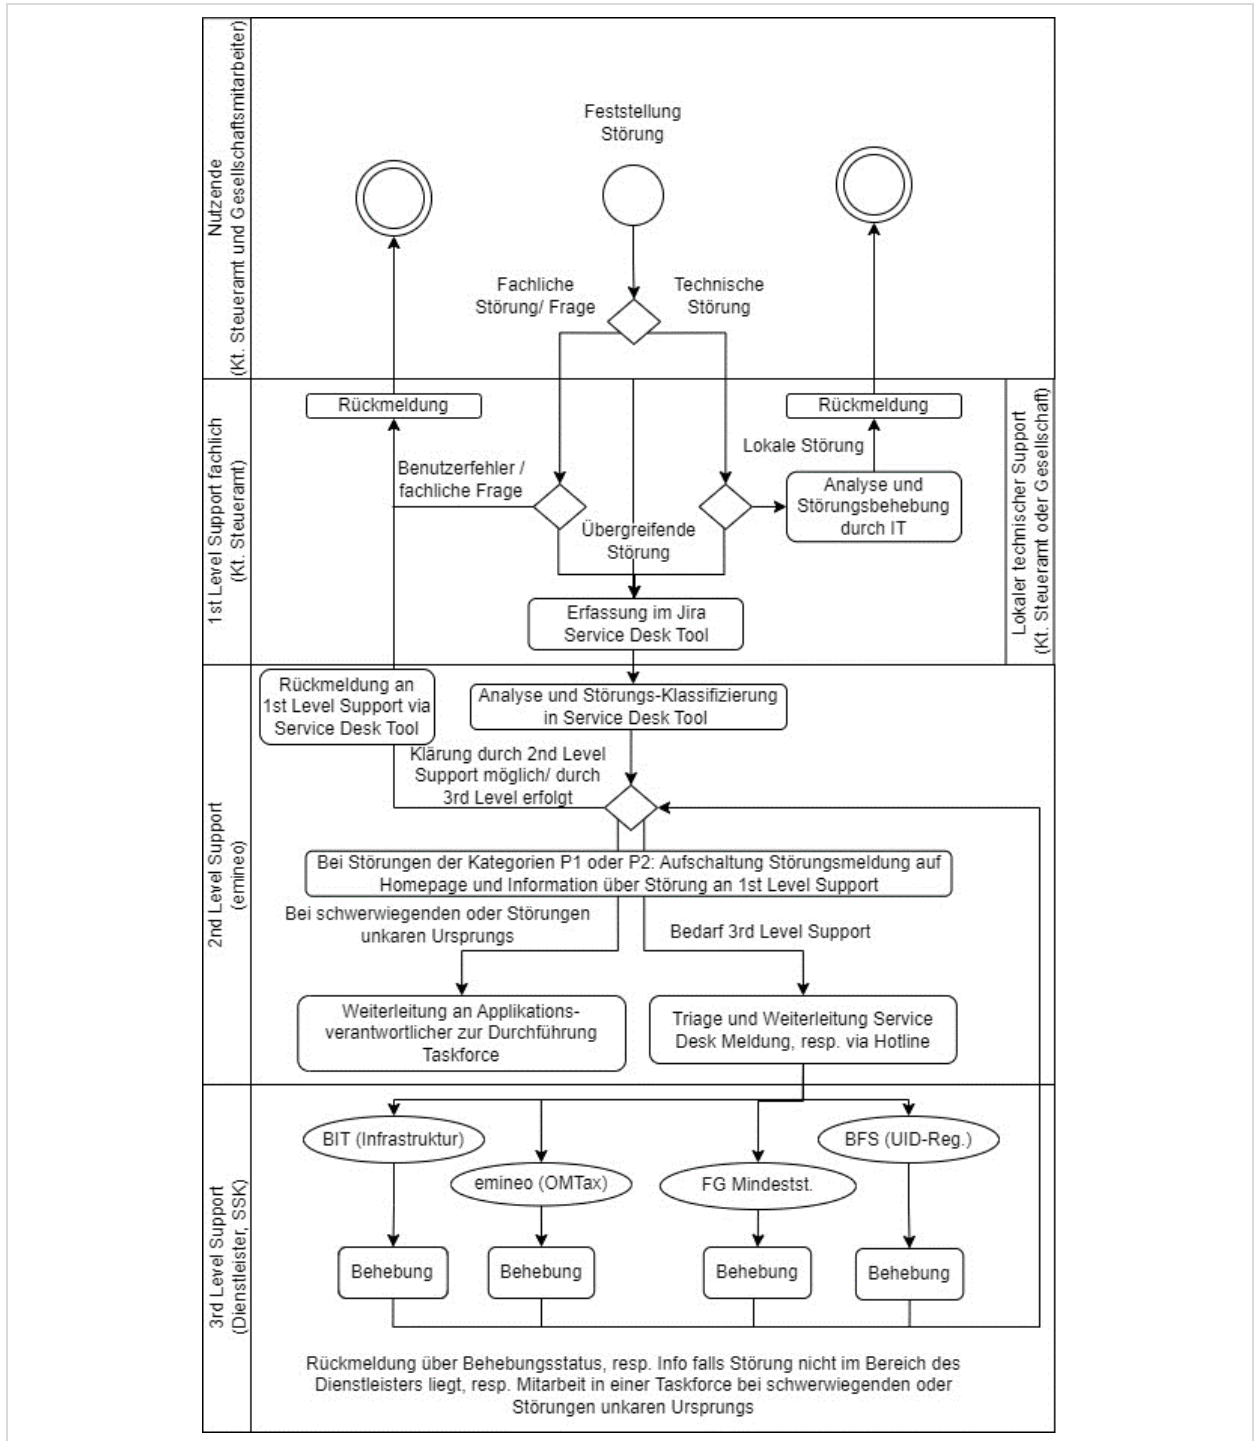 Nutzende
(Kt. Steueramt und Gesellschaftsmitarbeiter)
Feststellung
Störung
Fachliche
Störung/ Frage
Technische
Störung
1st Level Support fachlich
(Kt. Steueramt)
Lokaler technischer Support
(Kt. Steueramt oder Gesellschaft)
Rückmeldung
Rückmeldung
Lokale Störung
Benutzerfehler /
fachliche Frage
Analyse und
Störungsbehebung
durch IT
Übergreifende
Störung
Erfassung im Jira
Service Desk Tool
2nd Level Support
(emineo)
Rückmeldung an
1st Level Support via
Service Desk Tool
Analyse und Störungs-Klassifizierung
in Service Desk Tool
Klärung durch 2nd Level
Support möglich/ durch
3rd Level erfolgt
Bei Störungen der Kategorien P1 oder P2: Aufschaltung Störungsmeldung auf
Homepage und Information über Störung an 1st Level Support
Bei schwerwiegenden oder Störungen
unkaren Ursprungs
Bedarf 3rd Level Support
Weiterleitung an Applikations-
verantwortlicher zur Durchführung
Taskforce
Triage und Weiterleitung Service
Desk Meldung, resp. via Hotline
3rd Level Support
(Dienstleister, SSK)
BIT (Infrastruktur)
BFS (UID-Reg.)
emineo (OMTax)
FG Mindestst.
Behebung
Behebung
Behebung
Behebung
Rückmeldung über Behebungsstatus, resp. Info falls Störung nicht im Bereich des
Dienstleisters liegt, resp. Mitarbeit in einer Taskforce bei schwerwiegenden oder
Störungen unkaren Ursprungs